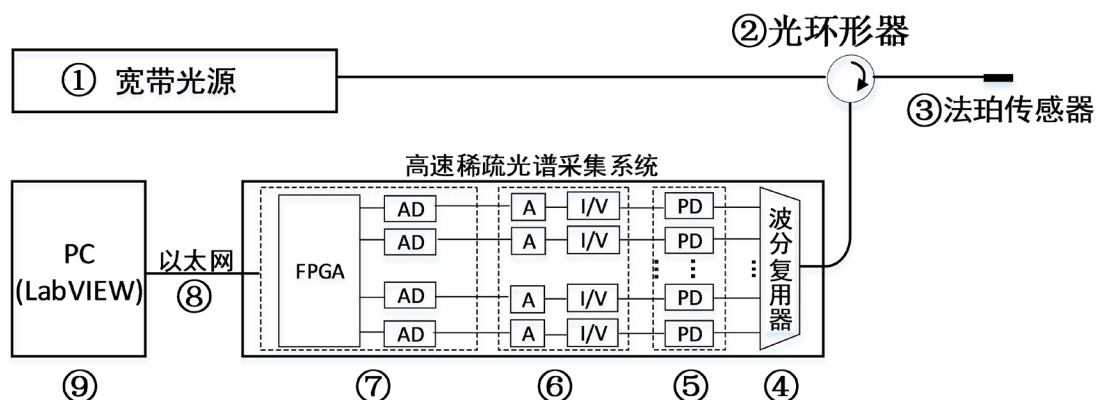 ②光环形器
① 宽带光源
③法珀传感器
高速稀疏光谱采集系统
PC
(LabVIEW)
以太网
⑧
FPGA
AD
AD
AD
AD
A
I/V
A
I/V
A
I/V
A
I/V
PD
PD
PD
PD
波分复用器
⑨
⑦
⑥
⑤
④